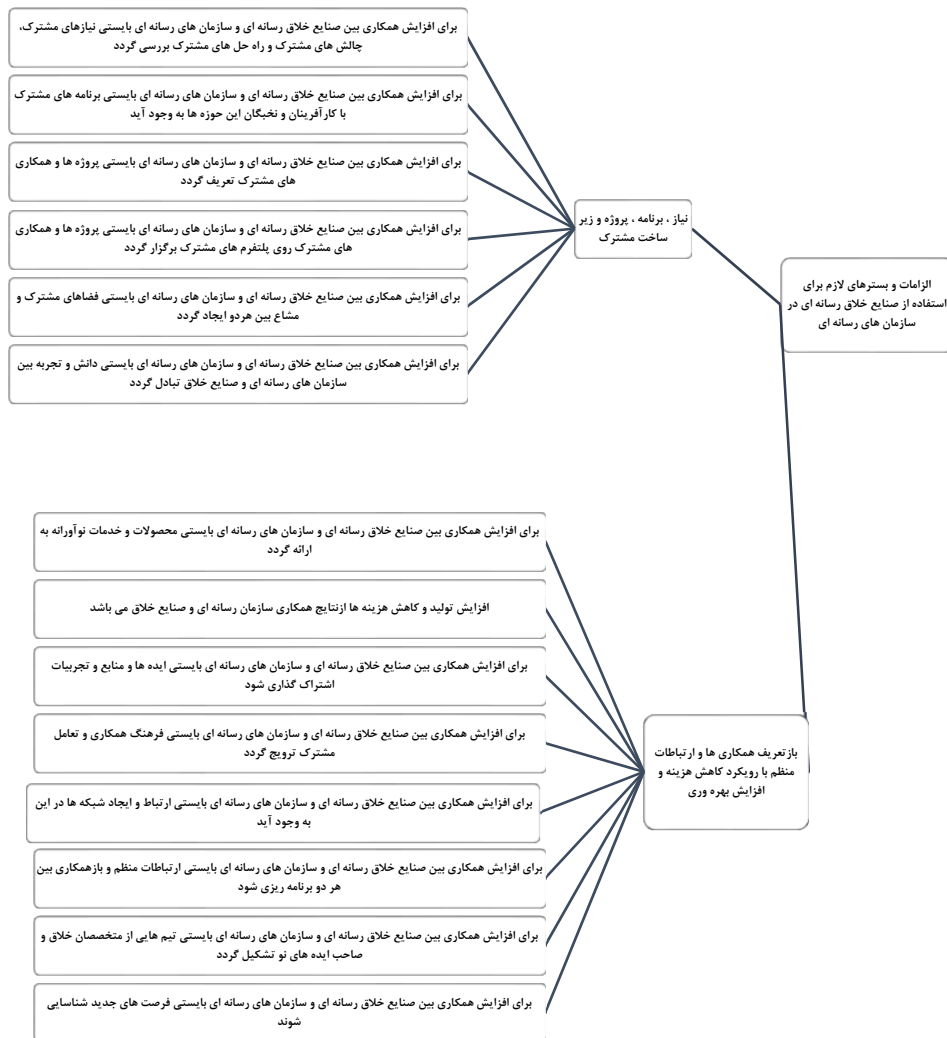 الزامات و بسترهای لازم برای
استفاده از صنایع خلاق رسانه ای در
سازمان های رسانه ای
نیاز ، برنامه ، پروژه و زیر
ساخت مشترک
برای افزایش همکاری بین صنایع خلاق رسانه ای و سازمان های رسانه ای بایستی نیازهای مشترک،
چالش های مشترک و راه حل های مشترک بررسی گردد
برای افزایش همکاری بین صنایع خلاق رسانه ای و سازمان های رسانه ای بایستی برنامه های مشترک
با کارآفرینان و نخبگان این حوزه ها به وجود آید
برای افزایش همکاری بین صنایع خلاق رسانه ای و سازمان های رسانه ای بایستی پروژه ها و همکاری
های مشترک تعریف گردد
برای افزایش همکاری بین صنایع خلاق رسانه ای و سازمان های رسانه ای بایستی پروژه ها و همکاری
های مشترک روی پلتفرم های مشترک برگزار گردد
برای افزایش همکاری بین صنایع خلاق رسانه ای و سازمان های رسانه ای بایستی فضاهای مشترک و
مشاع بین هردو ایجاد گردد
برای افزایش همکاری بین صنایع خلاق رسانه ای و سازمان های رسانه ای بایستی دانش و تجربه بین
سازمان های رسانه ای و صنایع خلاق تبادل گردد
بازتعریف همکاری ها و ارتباطات
منظم با رویکرد کاهش هزینه و
افزایش بهره وری
برای افزایش همکاری بین صنایع خلاق رسانه ای و سازمان های رسانه ای بایستی محصولات و خدمات نوآورانه به
ارائه گردد
افزایش تولید و کاهش هزینه ها ازنتایج همکاری سازمان رسانه ای و صنایع خلاق می باشد
برای افزایش همکاری بین صنایع خلاق رسانه ای و سازمان های رسانه ای بایستی ایده ها و منابع و تجربیات
اشتراک گذاری شود
برای افزایش همکاری بین صنایع خلاق رسانه ای و سازمان های رسانه ای بایستی فرهنگ همکاری و تعامل
مشترک ترویج گردد
برای افزایش همکاری بین صنایع خلاق رسانه ای و سازمان های رسانه ای بایستی ارتباط و ایجاد شبکه ها در این
به وجود آید
برای افزایش همکاری بین صنایع خلاق رسانه ای و سازمان های رسانه ای بایستی ارتباطات منظم و بازهمکاری بین
هر دو برنامه ریزی شود
برای افزایش همکاری بین صنایع خلاق رسانه ای و سازمان های رسانه ای بایستی تیم هایی از متخصصان خلاق و
صاحب ایده های نو تشکیل گردد
برای افزایش همکاری بین صنایع خلاق رسانه ای و سازمان های رسانه ای بایستی فرصت های جدید شناسایی
شوند